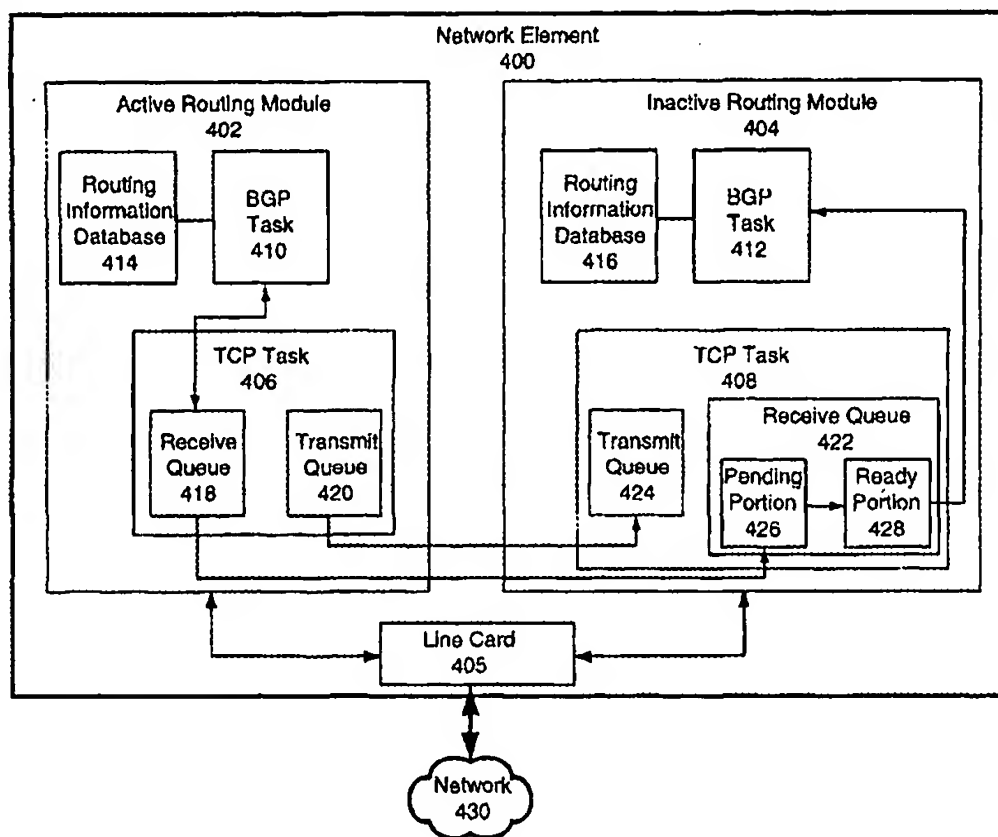 Network Element
400
Active Routing Module
402
Routing
Information
Database
414
BGP
Task
410
TCP Task
406
Receive
Queue
418
Transmit
Queue
420
Inactive Routing Module
404
Routing
Information
Database
416
BGP
Task
412
TCP Task
408
Transmit
Queue
424
Receive Queue
422
Pending
Portion
426
Ready
Portion
428
Line Card
405
Network
430